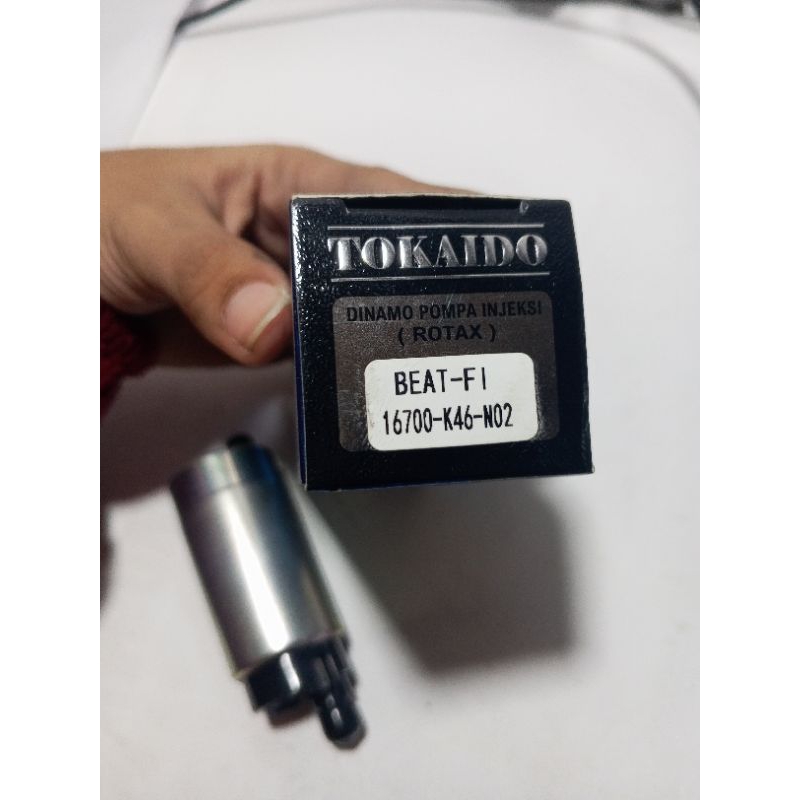 TOKAIDO
DINAMO POMPA INJEKSI
( ROTAX )
BEAT-FI
16700-K46-N02